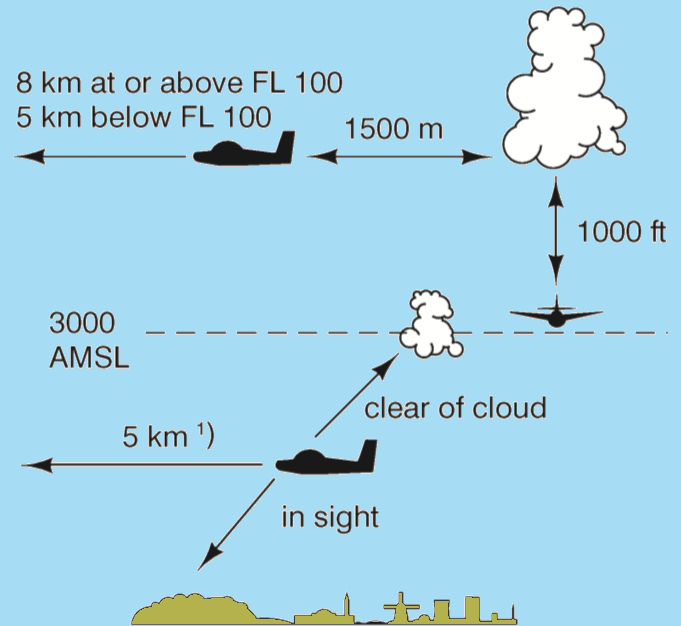 8 km at or above FL 100
5 km below FL 100
1500 m
1000 ft
3000
AMSL
clear of cloud
5 km ¹)
in sight